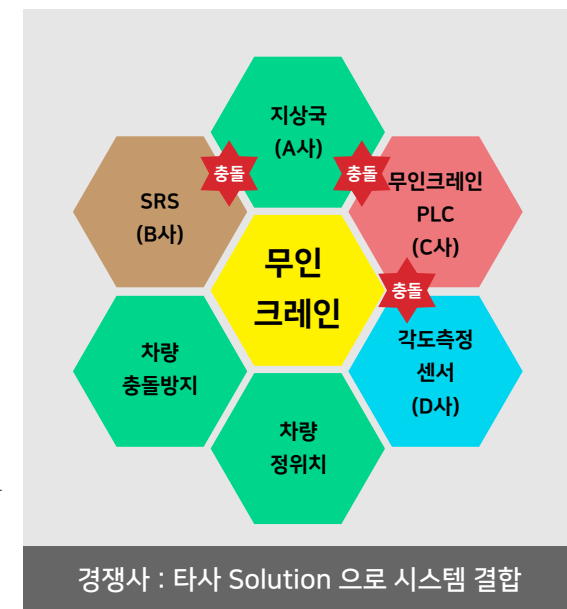 지상국
(A사)
충돌
충돌
SRS
(B사)
무인크레인
PLC
(C사)
무인
크레인
충돌
차량
충돌방지
각도측정
센서
(D사)
차량
정위치
경쟁사 : 타사 Solution 으로 시스템 결합